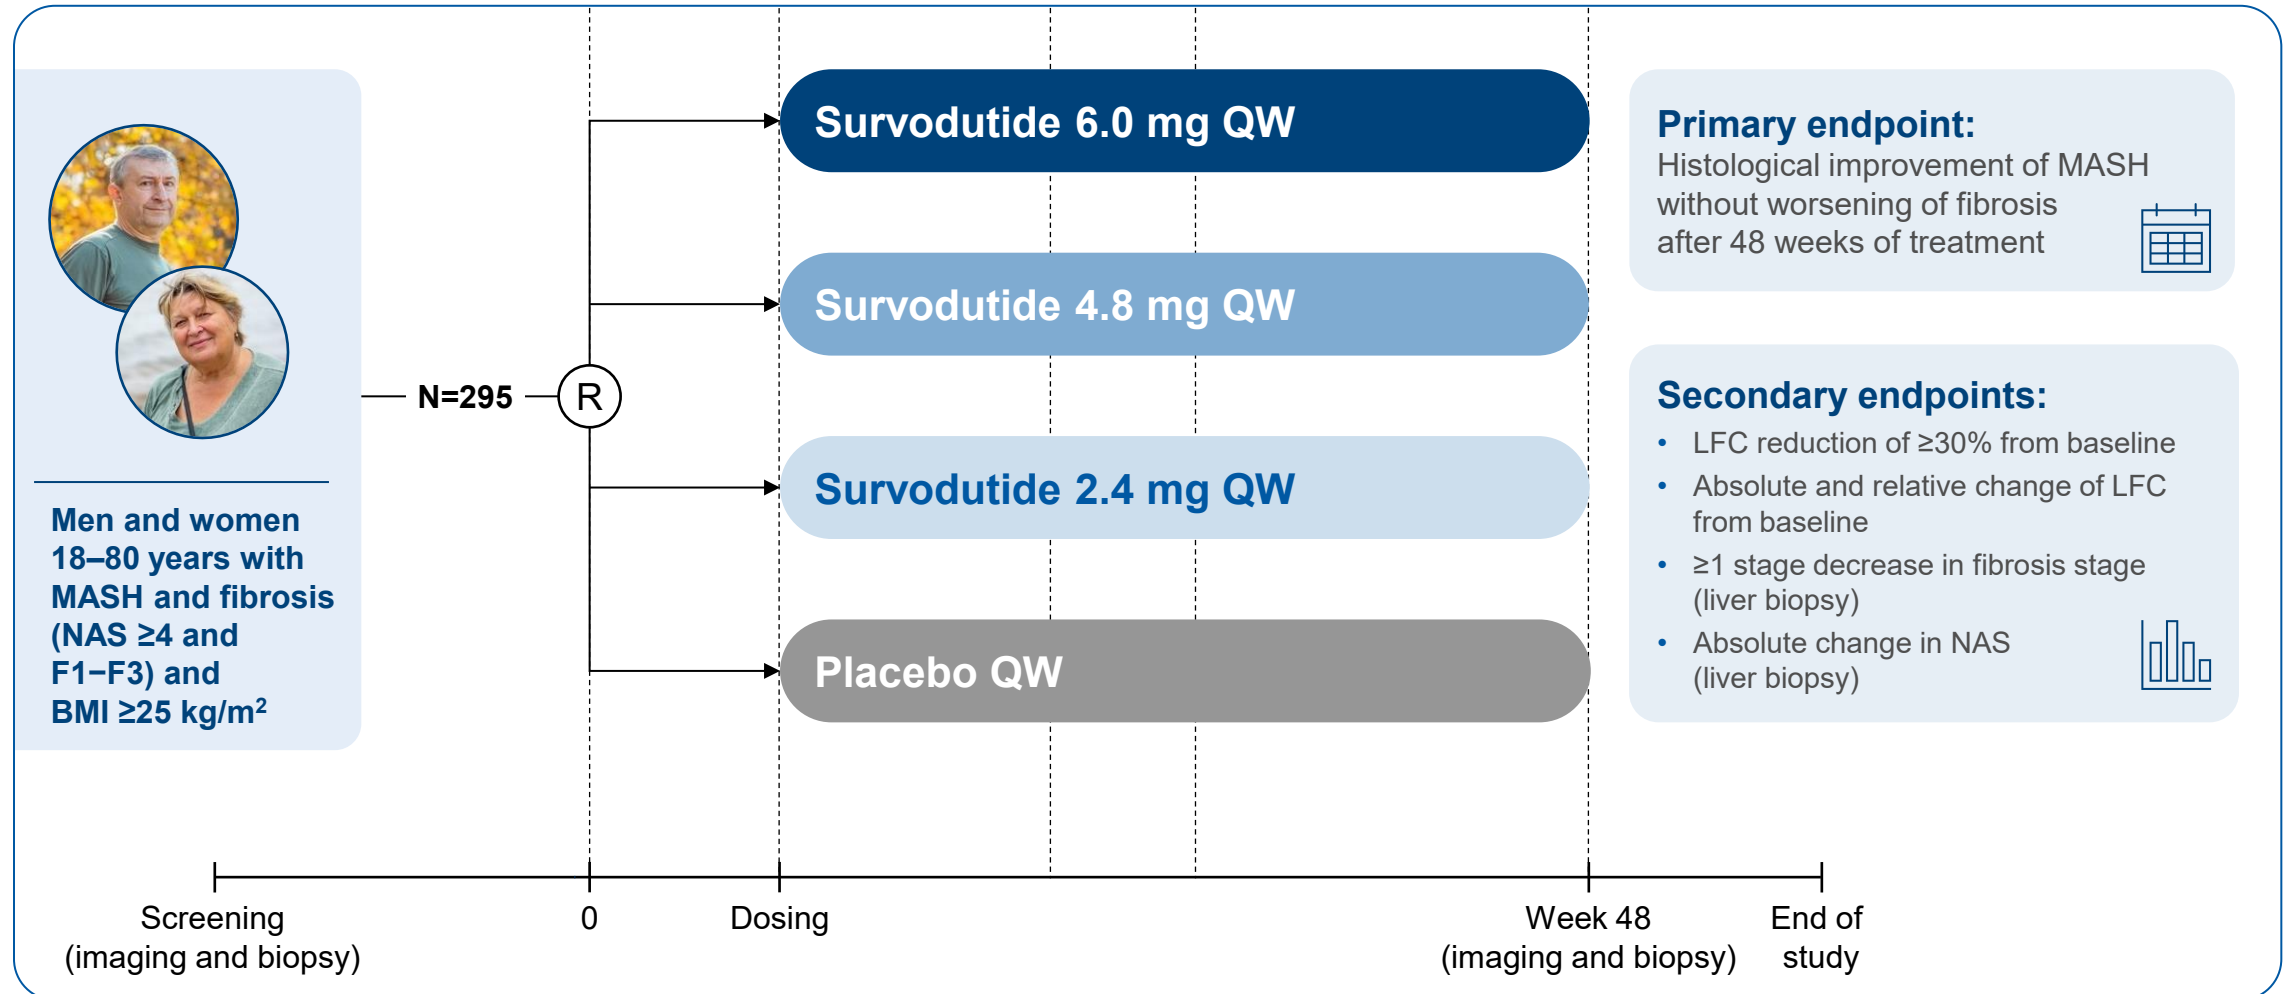 Men and women
18–80 years with
MASH and fibrosis
(NAS ≥4 and
F1–F3) and
BMI ≥25 kg/m²
N=295
R
Survodutide 6.0 mg QW
Survodutide 4.8 mg QW
Survodutide 2.4 mg QW
Placebo QW
Primary endpoint:
Histological improvement of MASH
without worsening of fibrosis
after 48 weeks of treatment
Secondary endpoints:
• LFC reduction of ≥30% from baseline
• Absolute and relative change of LFC
from baseline
• ≥1 stage decrease in fibrosis stage
(liver biopsy)
• Absolute change in NAS
(liver biopsy)
Screening
(imaging and biopsy)
0
Dosing
Week 48
(imaging and biopsy)
End of
study